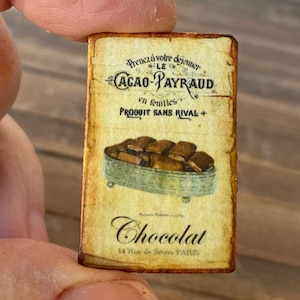 Prenez à votre déjeuner
LE
CACAO-PAYRAUD
en feuilles
PRODUIT SANS RIVAL
Chocolat
14 Rue de Sèvres PARIS